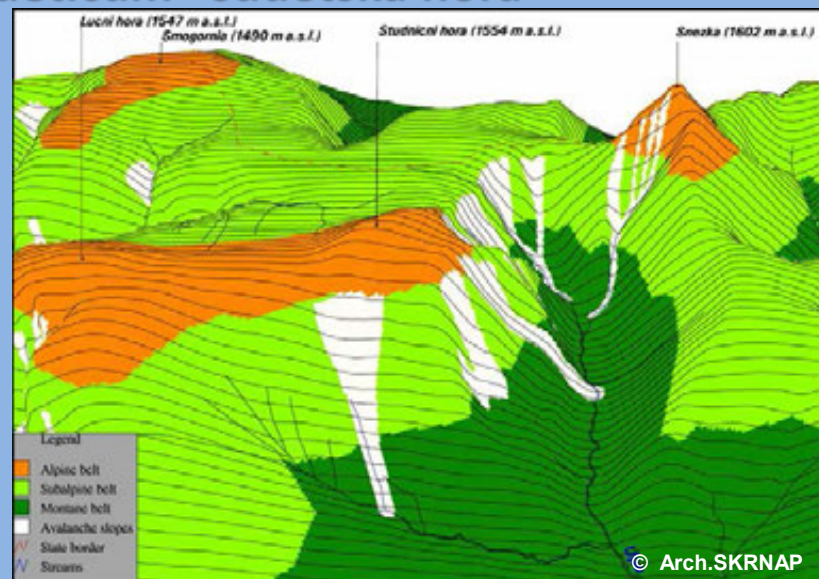 Lucni hora (1547 m a.s.l.)
Smogornia (1490 m a.s.l.)
Studnicni hora (1554 m a.s.l.)
Snezka (1602 m a.s.l.)
Legend
Alpine belt
Subalpine belt
Montane belt
Avalanche slopes
State border
Streams
© Arch.SKRNAP